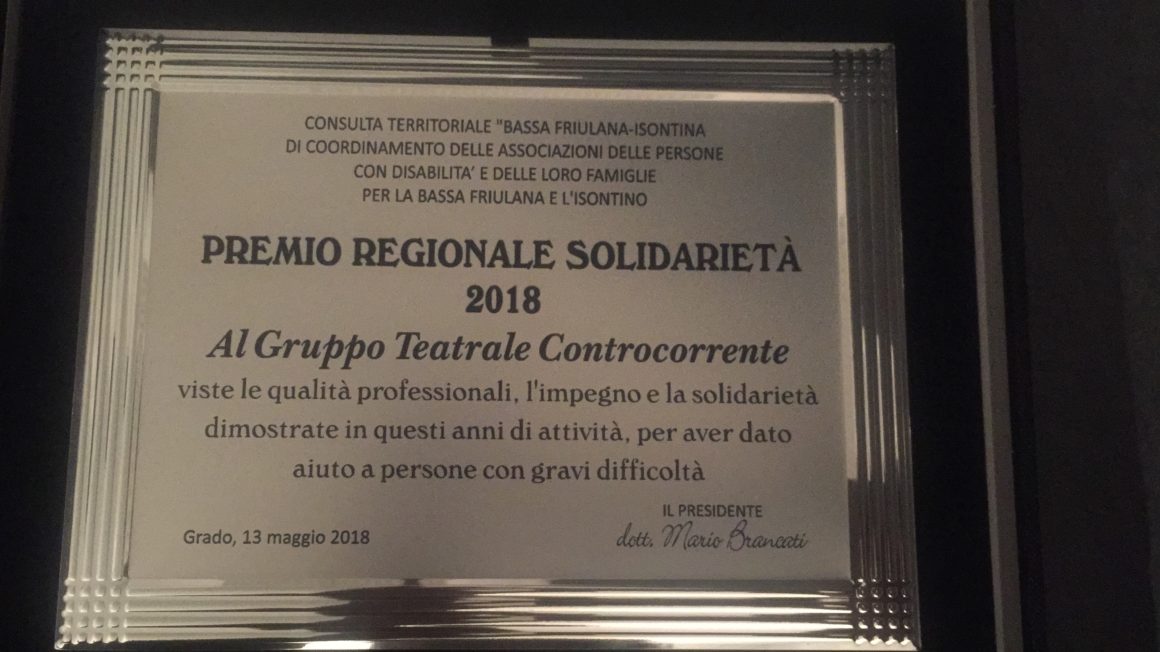 CONSULTA TERRITORIALE "BASSA FRIULANA-ISONTINA
DI COORDINAMENTO DELLE ASSOCIAZIONI DELLE PERSONE
CON DISABILITA' E DELLE LORO FAMIGLIE
PER LA BASSA FRIULANA E L'ISONTINO
PREMIO REGIONALE SOLIDARIETÀ
2018
Al Gruppo Teatrale Controcorrente
viste le qualità professionali, l'impegno e la solidarietà
dimostrate in questi anni di attività, per aver dato
aiuto a persone con gravi difficoltà
IL PRESIDENTE
Grado, 13 maggio 2018
dott. Mario Brancati